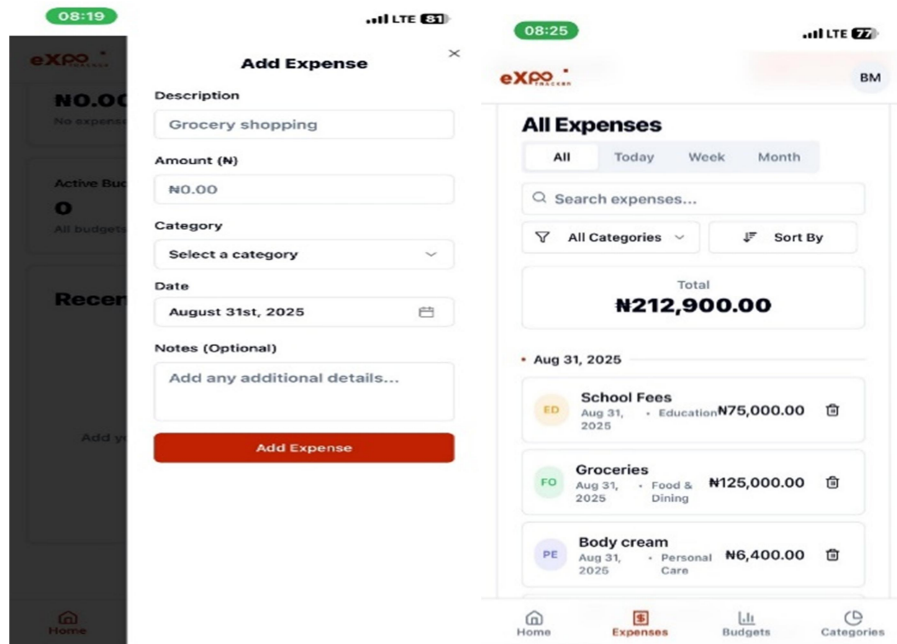 08:19
LTE 81
eXpo
TRACKER
₦0.00
No expense
Active Bud
0
All budgets
Recen
Add yo
Home
Add Expense
Description
Grocery shopping
Amount (₦)
₦0.00
Category
Select a category
Date
August 31st, 2025
Notes (Optional)
Add any additional details...
Add Expense
08:25
LTE 77
eXpo
TRACKER
BM
All Expenses
All Today Week Month
Search expenses...
All Categories Sort By
Total
₦212,900.00
• Aug 31, 2025
ED School Fees
Aug 31, 2025 • Education ₦75,000.00
FO Groceries
Aug 31, 2025 • Food & Dining ₦125,000.00
PE Body cream
Aug 31, 2025 • Personal Care ₦6,400.00
Home Expenses Budgets Categories